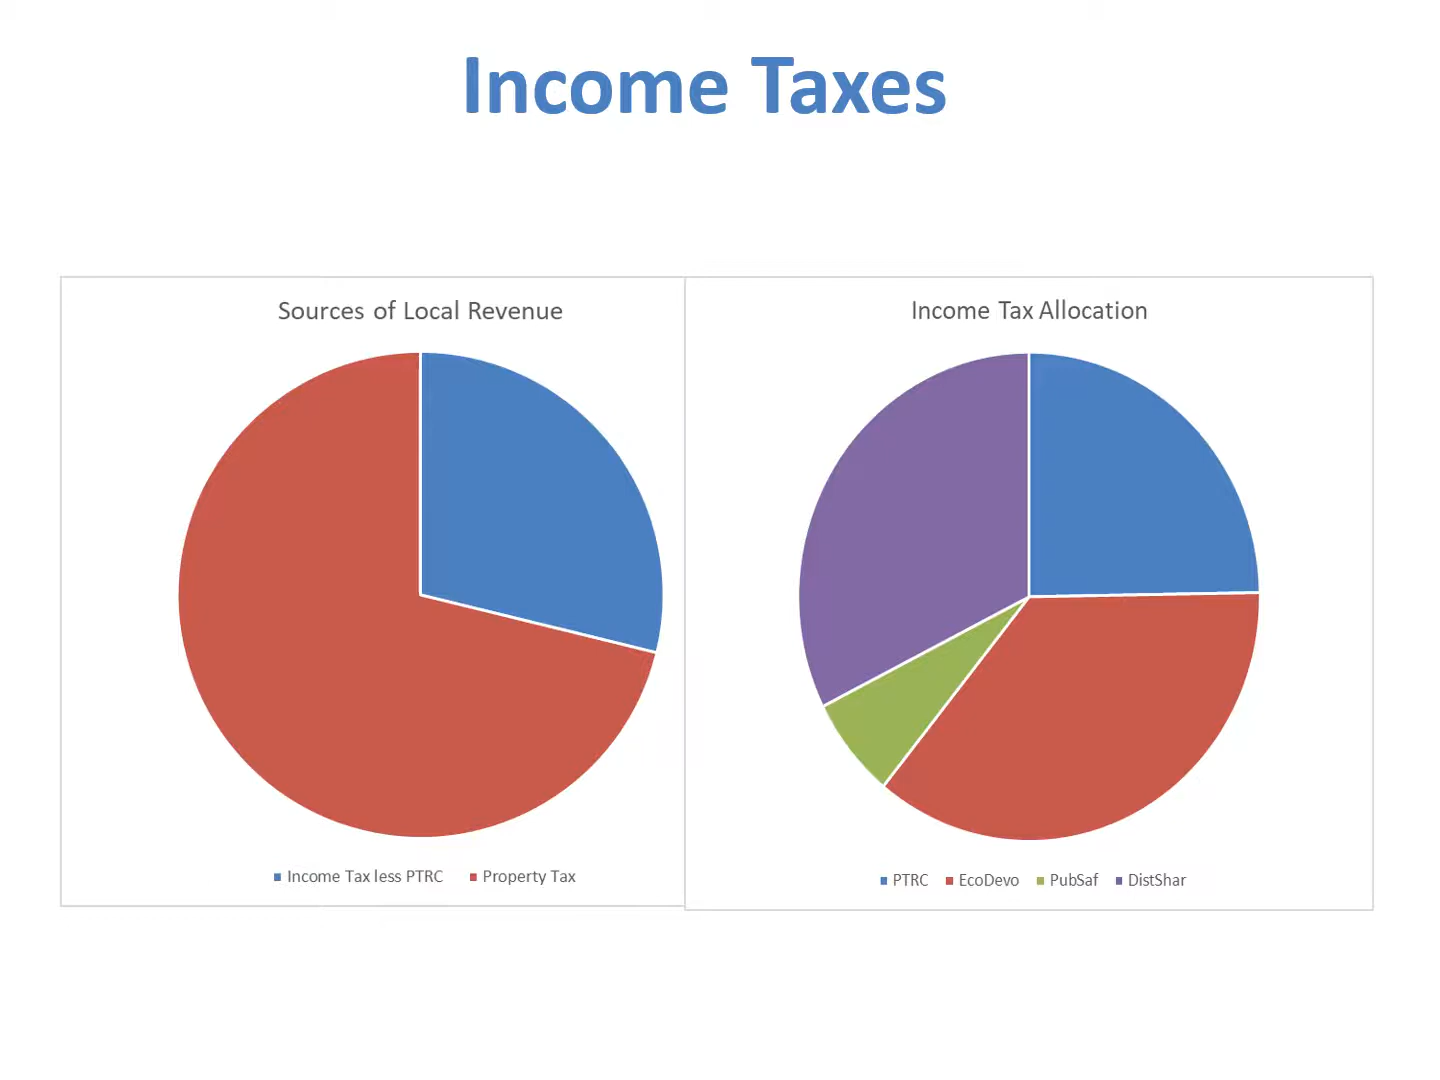 Income Taxes
Sources of Local Revenue
Income Tax less PTRC Property Tax
Income Tax Allocation
PTRC EcoDevo PubSaf DistShar